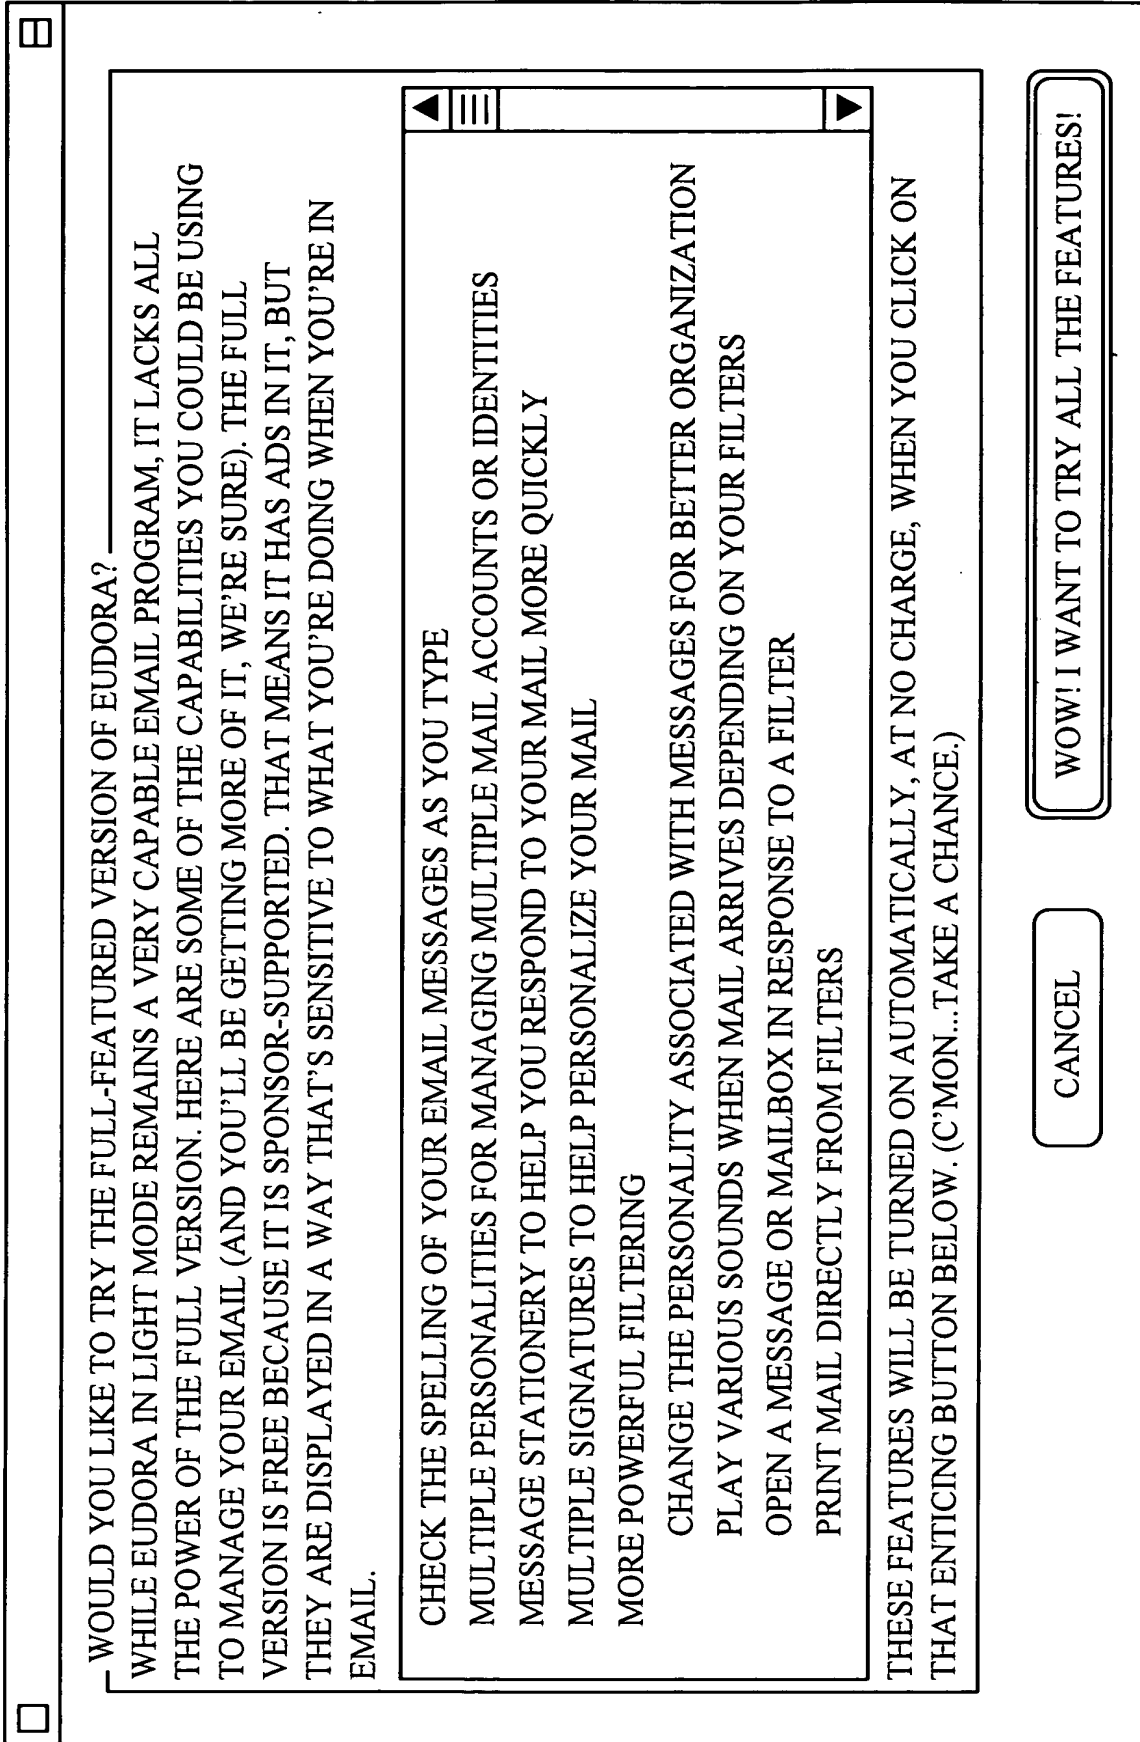 WOULD YOU LIKE TO TRY THE FULL-FEATURED VERSION OF EUDORA?
WHILE EUDORA IN LIGHT MODE REMAINS A VERY CAPABLE EMAIL PROGRAM, IT LACKS ALL
THE POWER OF THE FULL VERSION. HERE ARE SOME OF THE CAPABILITIES YOU COULD BE USING
TO MANAGE YOUR EMAIL (AND YOU'LL BE GETTING MORE OF IT, WE'RE SURE). THE FULL
VERSION IS FREE BECAUSE IT IS SPONSOR-SUPPORTED. THAT MEANS IT HAS ADS IN IT, BUT
THEY ARE DISPLAYED IN A WAY THAT'S SENSITIVE TO WHAT YOU'RE DOING WHEN YOU'RE IN
EMAIL.
CHECK THE SPELLING OF YOUR EMAIL MESSAGES AS YOU TYPE
MULTIPLE PERSONALITIES FOR MANAGING MULTIPLE MAIL ACCOUNTS OR IDENTITIES
MESSAGE STATIONERY TO HELP YOU RESPOND TO YOUR MAIL MORE QUICKLY
MULTIPLE SIGNATURES TO HELP PERSONALIZE YOUR MAIL
MORE POWERFUL FILTERING
CHANGE THE PERSONALITY ASSOCIATED WITH MESSAGES FOR BETTER ORGANIZATION
PLAY VARIOUS SOUNDS WHEN MAIL ARRIVES DEPENDING ON YOUR FILTERS
OPEN A MESSAGE OR MAILBOX IN RESPONSE TO A FILTER
PRINT MAIL DIRECTLY FROM FILTERS
THESE FEATURES WILL BE TURNED ON AUTOMATICALLY, AT NO CHARGE, WHEN YOU CLICK ON
THAT ENTICING BUTTON BELOW. (C'MON...TAKE A CHANCE.)
CANCEL
WOW! I WANT TO TRY ALL THE FEATURES!